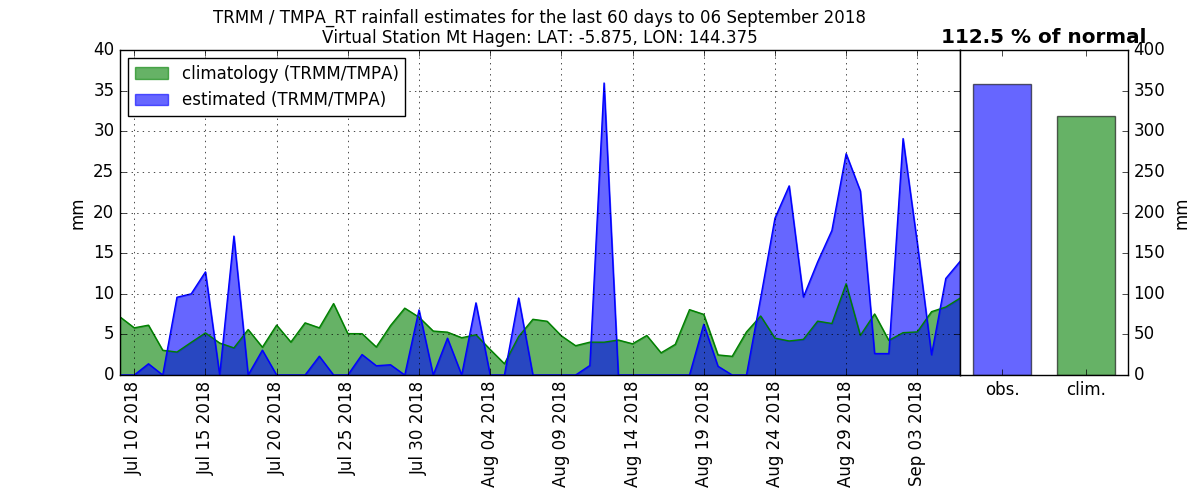 TRMM / TMPA_RT rainfall estimates for the last 60 days to 06 September 2018
Virtual Station Mt Hagen: LAT: -5.875, LON: 144.375
112.5 % of normal
climatology (TRMM/TMPA)
estimated (TRMM/TMPA)
40
35
30
25
20
15
10
5
0
mm
400
350
300
250
200
150
100
50
0
mm
Jul 10 2018
Jul 15 2018
Jul 20 2018
Jul 25 2018
Jul 30 2018
Aug 04 2018
Aug 09 2018
Aug 14 2018
Aug 19 2018
Aug 24 2018
Aug 29 2018
Sep 03 2018
obs.
clim.